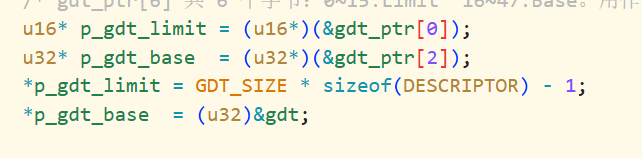 /* gdt_ptr[6] 共 6 个字节：0~15:Limit  16~47:Base。用作
u16* p_gdt_limit = (u16*)(&gdt_ptr[0]);
u32* p_gdt_base  = (u32*)(&gdt_ptr[2]);
*p_gdt_limit = GDT_SIZE * sizeof(DESCRIPTOR) - 1;
*p_gdt_base  = (u32)&gdt;